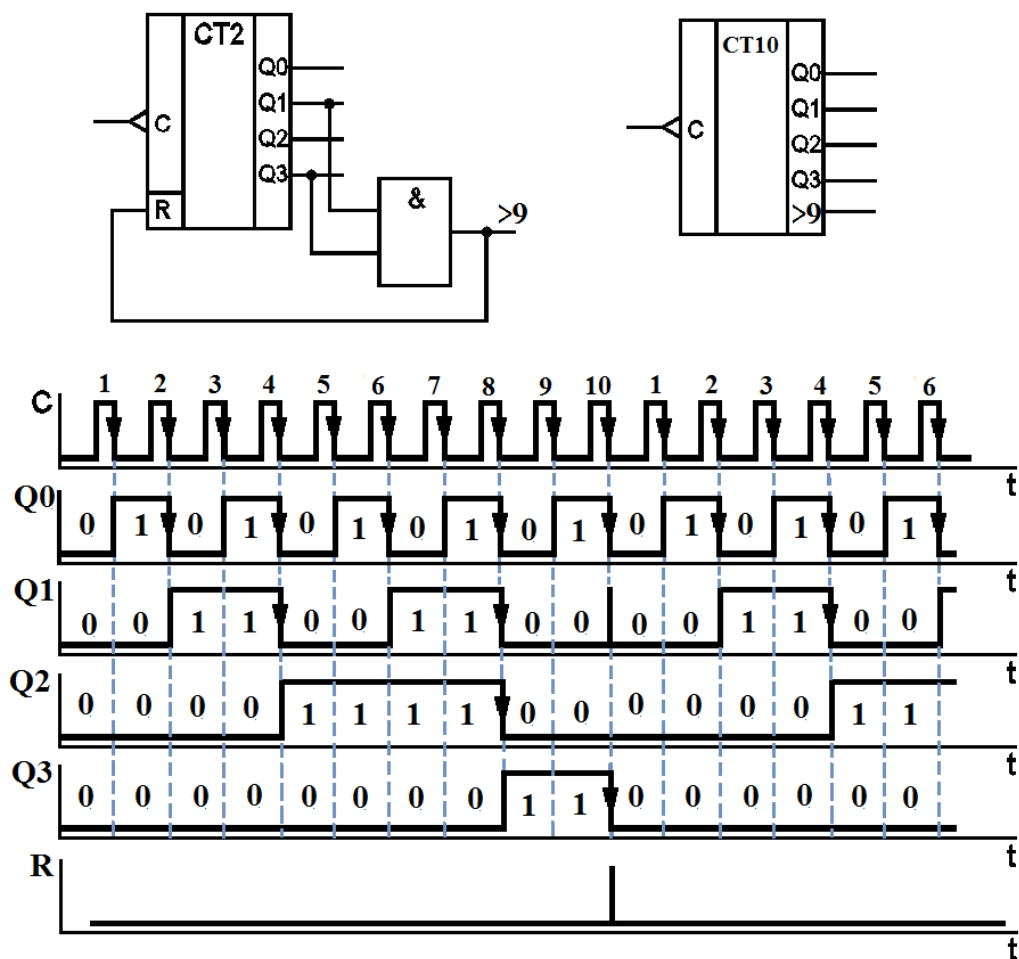 CT2 CT10
Q0 Q0
Q1 Q1
C Q2 C Q2
Q3 Q3
R & >9 >9
1 2 3 4 5 6 7 8 9 10 1 2 3 4 5 6
C
t
Q0
0 1 0 1 0 1 0 1 0 1 0 1 0 1 0 1
t
Q1
0 0 1 1 0 0 1 1 0 0 0 0 1 1 0 0
t
Q2
0 0 0 0 1 1 1 1 0 0 0 0 0 0 1 1
t
Q3
0 0 0 0 0 0 0 0 1 1 0 0 0 0 0 0
t
R
t